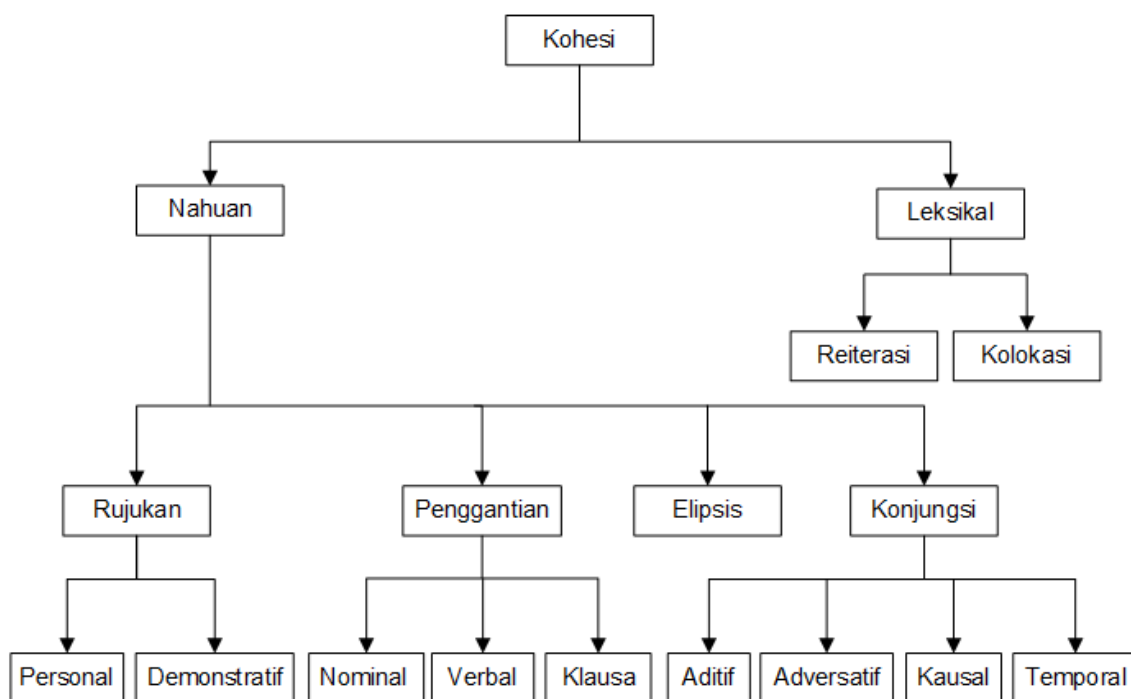 Kohesi
Nahuan
Leksikal
Reiterasi
Kolokasi
Rujukan
Penggantian
Elipsis
Konjungsi
Personal
Demonstratif
Nominal
Verbal
Klausa
Aditif
Adversatif
Kausal
Temporal